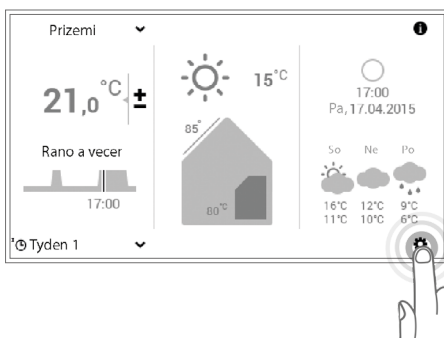 Prizemi
21,0°C
±
Rano a vecer
17:00
Tyden 1
15°C
85°
80°C
17:00
Pa, 17.04.2015
So Ne Po
16°C 12°C 9°C
11°C 10°C 6°C